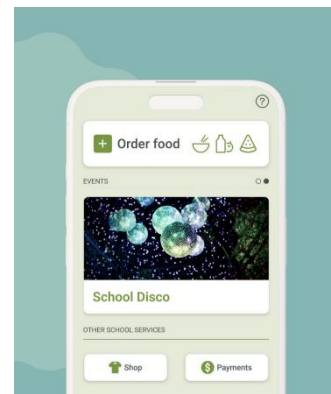 Order food
EVENTS
School Disco
OTHER SCHOOL SERVICES
Shop
Payments